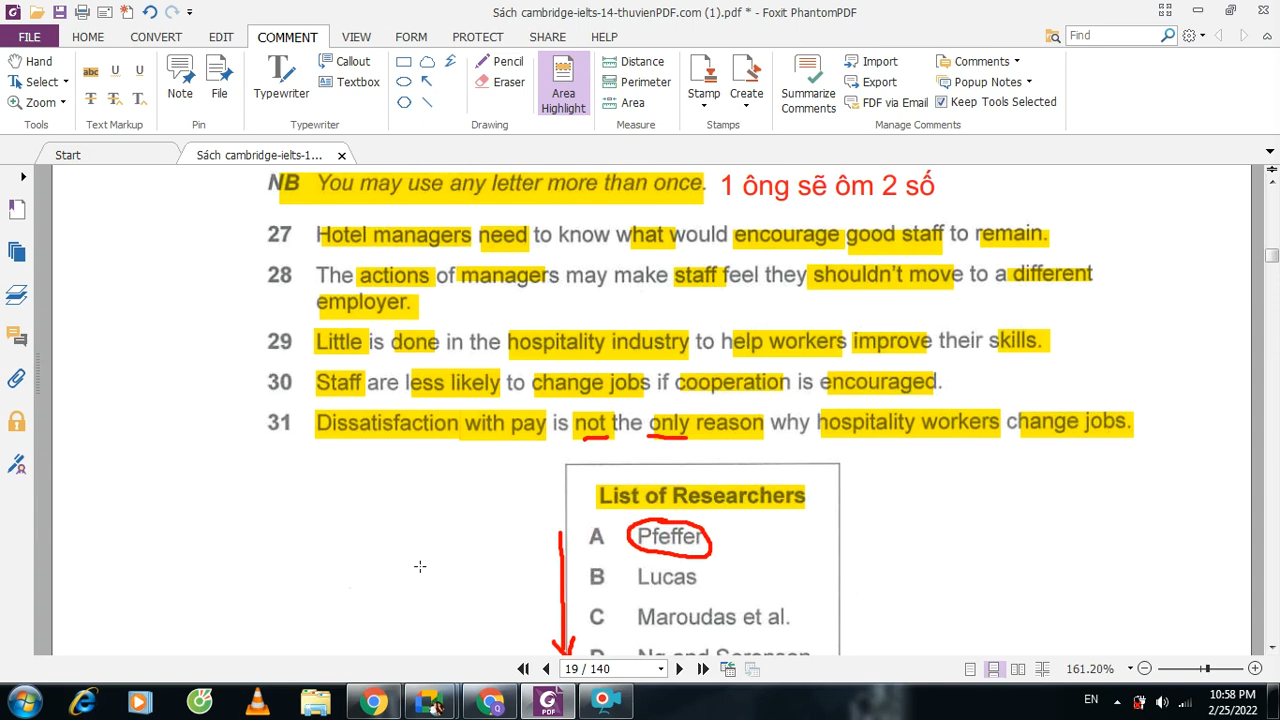 Sách cambridge-ielts-14-thuvienPDF.com (1).pdf * - Foxit PhantomPDF
FILE HOME CONVERT EDIT COMMENT VIEW FORM PROTECT SHARE HELP Find
Hand
Select
Zoom
Tools
Text Markup
Note
File
Pin
Typewriter
Callout
Textbox
Typewriter
Pencil
Eraser
Drawing
Area Highlight
Distance
Perimeter
Area
Measure
Stamp
Create
Stamps
Summarize Comments
Import
Export
FDF via Email
Comments
Popup Notes
Keep Tools Selected
Manage Comments
Start
Sách cambridge-ielts-1...
NB You may use any letter more than once. 1 ông sẽ ôm 2 số
27 Hotel managers need to know what would encourage good staff to remain.
28 The actions of managers may make staff feel they shouldn't move to a different
employer.
29 Little is done in the hospitality industry to help workers improve their skills.
30 Staff are less likely to change jobs if cooperation is encouraged.
31 Dissatisfaction with pay is not the only reason why hospitality workers change jobs.
List of Researchers
A Pfeffer
B Lucas
C Maroudas et al.
D Ng and Sorensen
19 / 140
161.20%
EN
10:58 PM
2/25/2022